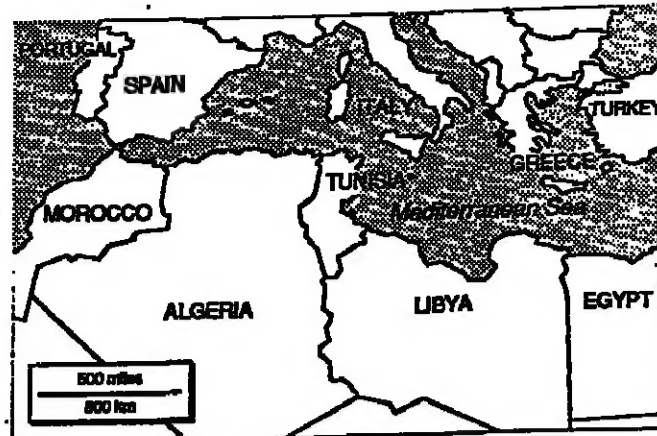 PORTUGAL
SPAIN
ITALY
TURKEY
GREECE
TUNISIA
MOROCCO
Mediterranean Sea
ALGERIA
LIBYA
EGYPT
500 miles
800 km